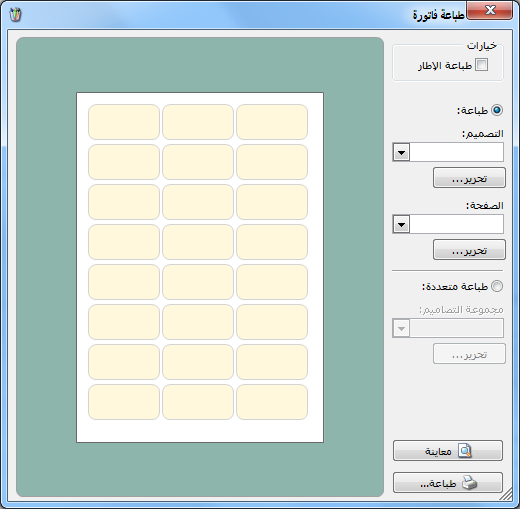 طباعة فاتورة
خيارات
طباعة الإطار
طباعة:
التصميم:
تحرير...
الصفحة:
تحرير...
طباعة متعددة:
مجموعة التصاميم:
تحرير...
معاينة
طباعة...